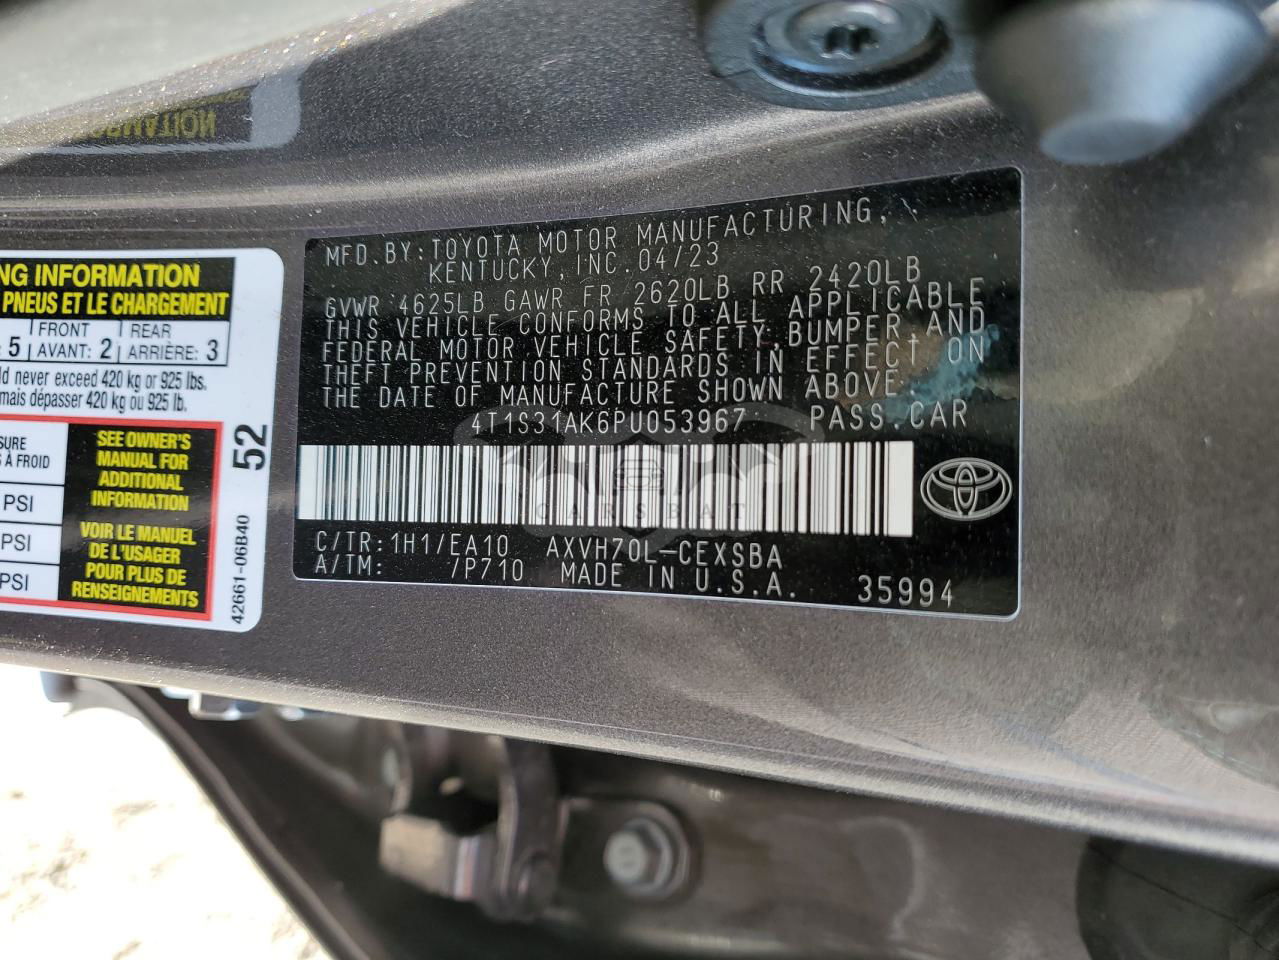 ORMATION
NG INFORMATION
PNEUS ET LE CHARGEMENT
5 FRONT REAR
AVANT: 2 ARRIÈRE: 3
ld never exceed 420 kg or 925 lbs.
mais dépasser 420 kg ou 925 lb.
SURE
À FROID
PSI
PSI
PSI
SEE OWNER'S
MANUAL FOR
ADDITIONAL
INFORMATION
VOIR LE MANUEL
DE L'USAGER
POUR PLUS DE
RENSEIGNEMENTS
52
42661-06B40
MFD. BY: TOYOTA MOTOR MANUFACTURING,
KENTUCKY, INC. 04/23
GVWR 4625LB GAWR FR 2620LB RR 2420LB
THIS VEHICLE CONFORMS TO ALL APPLICABLE
FEDERAL MOTOR VEHICLE SAFETY, BUMPER AND
THEFT PREVENTION STANDARDS IN EFFECT ON
THE DATE OF MANUFACTURE SHOWN ABOVE.
4T1S31AK6PU053967 PASS.CAR
CARSBAT
C/TR: 1H1/EA10 AXVH70L-CEXSBA
A/TM: /P710 MADE IN U.S.A. 35994